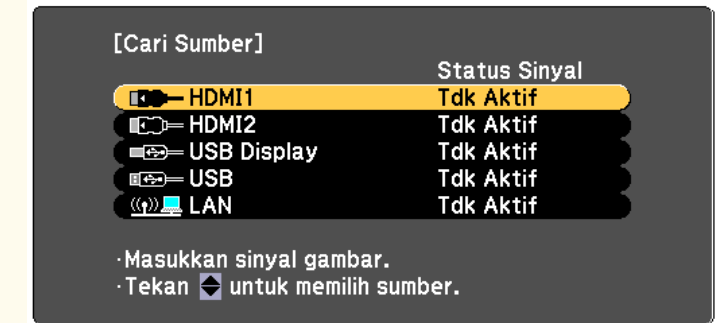 [Cari Sumber]
Status Sinyal
HDMI1 Tdk Aktif
HDMI2 Tdk Aktif
USB Display Tdk Aktif
USB Tdk Aktif
LAN Tdk Aktif
·Masukkan sinyal gambar.
·Tekan untuk memilih sumber.